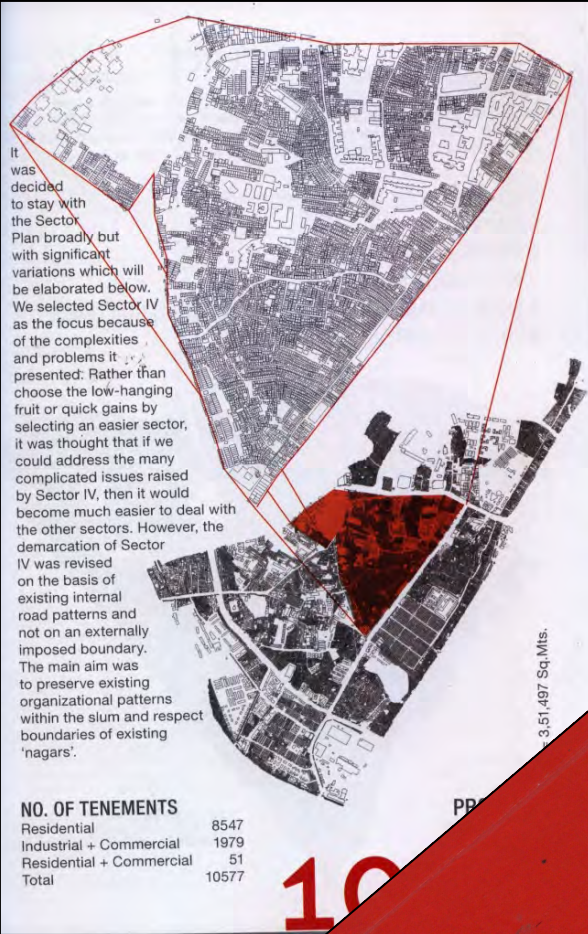 It
was
decided
to stay with
the Sector
Plan broadly but
with significant
variations which will
be elaborated below.
We selected Sector IV
as the focus because
of the complexities
and problems it
presented. Rather than
choose the low-hanging
fruit or quick gains by
selecting an easier sector,
it was thought that if we
could address the many
complicated issues raised
by Sector IV, then it would
become much easier to deal with
the other sectors. However, the
demarcation of Sector
IV was revised
on the basis of
existing internal
road patterns and
not on an externally
imposed boundary.
The main aim was
to preserve existing
organizational patterns
within the slum and respect
boundaries of existing
'nagars'.
= 3,51,497 Sq.Mts.
NO. OF TENEMENTS
Residential 8547
Industrial + Commercial 1979
Residential + Commercial 51
Total 10577